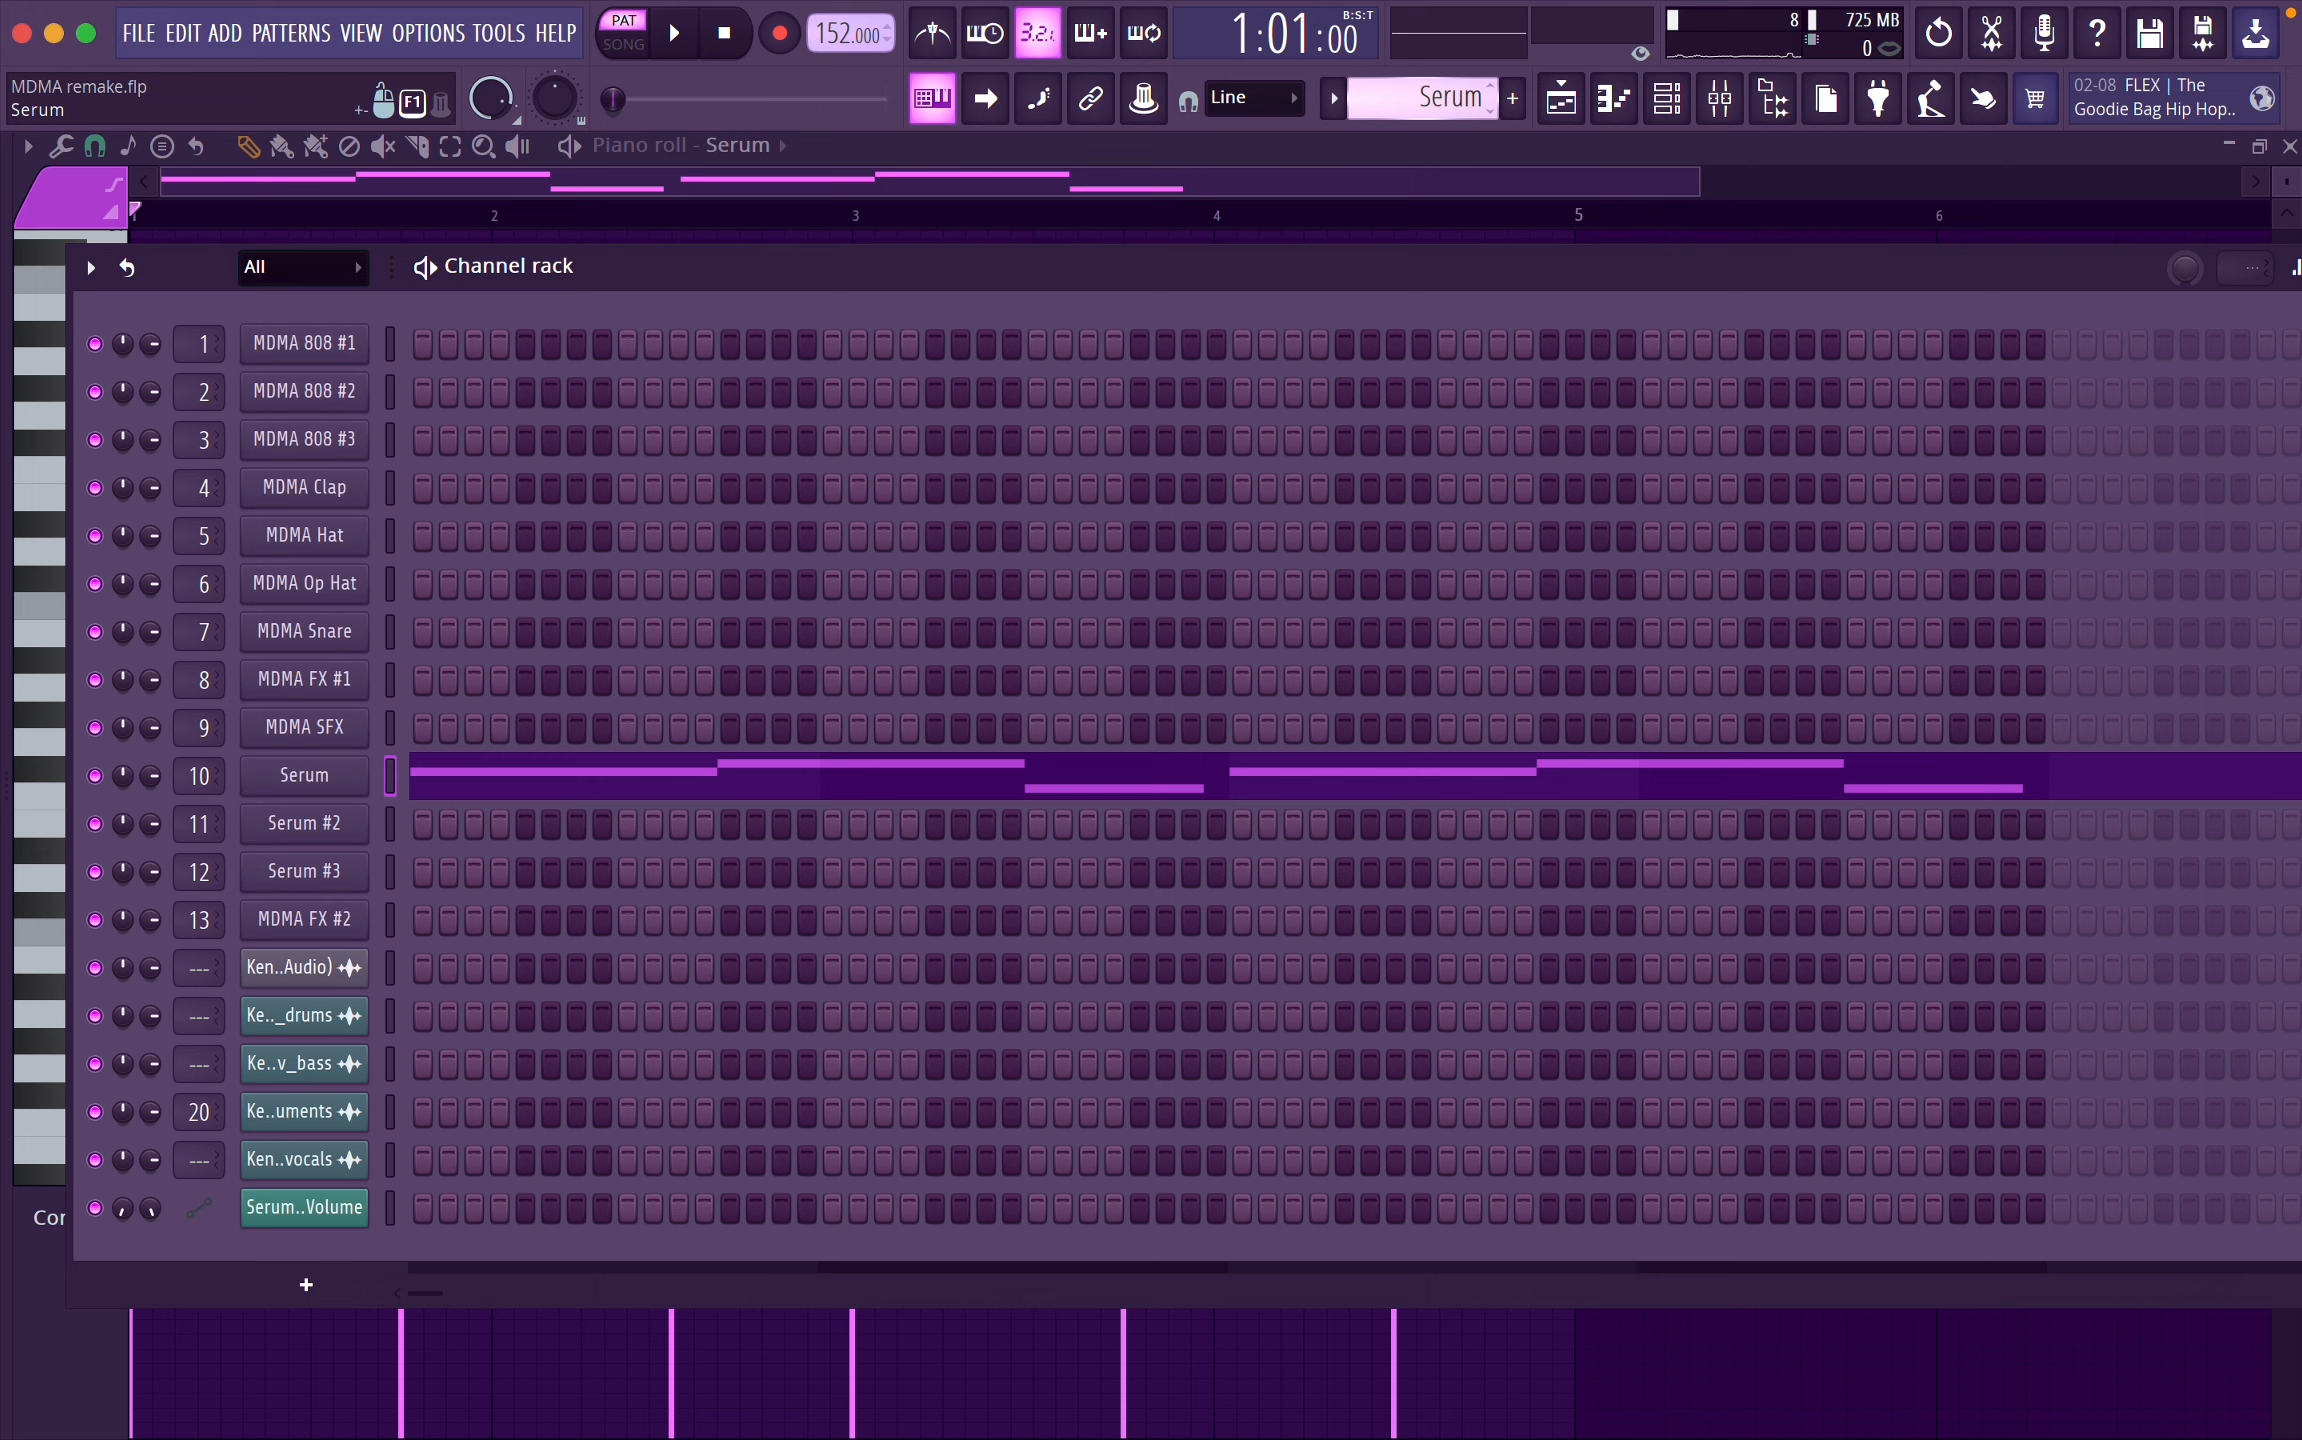 FILE EDIT ADD PATTERNS VIEW OPTIONS TOOLS HELP
PAT
SONG
152.000
3.2.
1:01:00
B:S:T
8
725 MB
0
MDMA remake.flp
Serum
F1
Line
Serum
02-08 FLEX | The
Goodie Bag Hip Hop..
Piano roll - Serum
2 3 4 5 6
All
Channel rack
1 MDMA 808 #1
2 MDMA 808 #2
3 MDMA 808 #3
4 MDMA Clap
5 MDMA Hat
6 MDMA Op Hat
7 MDMA Snare
8 MDMA FX #1
9 MDMA SFX
10 Serum
11 Serum #2
12 Serum #3
13 MDMA FX #2
--- Ken..Audio)
--- Ke.._drums
--- Ke..v_bass
20 Ke..uments
--- Ken..vocals
Serum..Volume
Cor